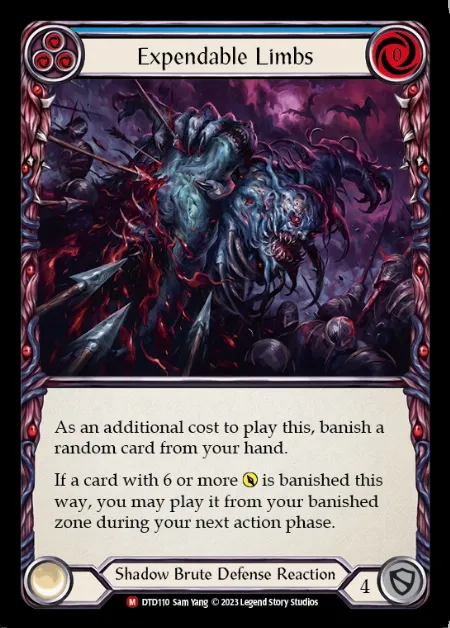 Expendable Limbs
0
As an additional cost to play this, banish a
random card from your hand.
If a card with 6 or more is banished this
way, you may play it from your banished
zone during your next action phase.
Shadow Brute Defense Reaction
4
M DTD110 Sam Yang © 2023 Legend Story Studios